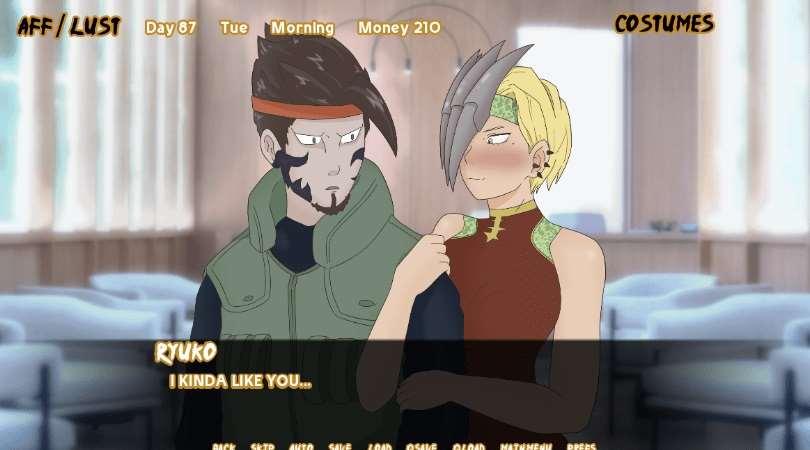 AFF / LUST Day 87 Tue Morning Money 210 COSTUMES
RYUKO
I KINDA LIKE YOU...
BACK SKIP AUTO SAVE LOAD QSAVE QLOAD MAINMENU PREFS